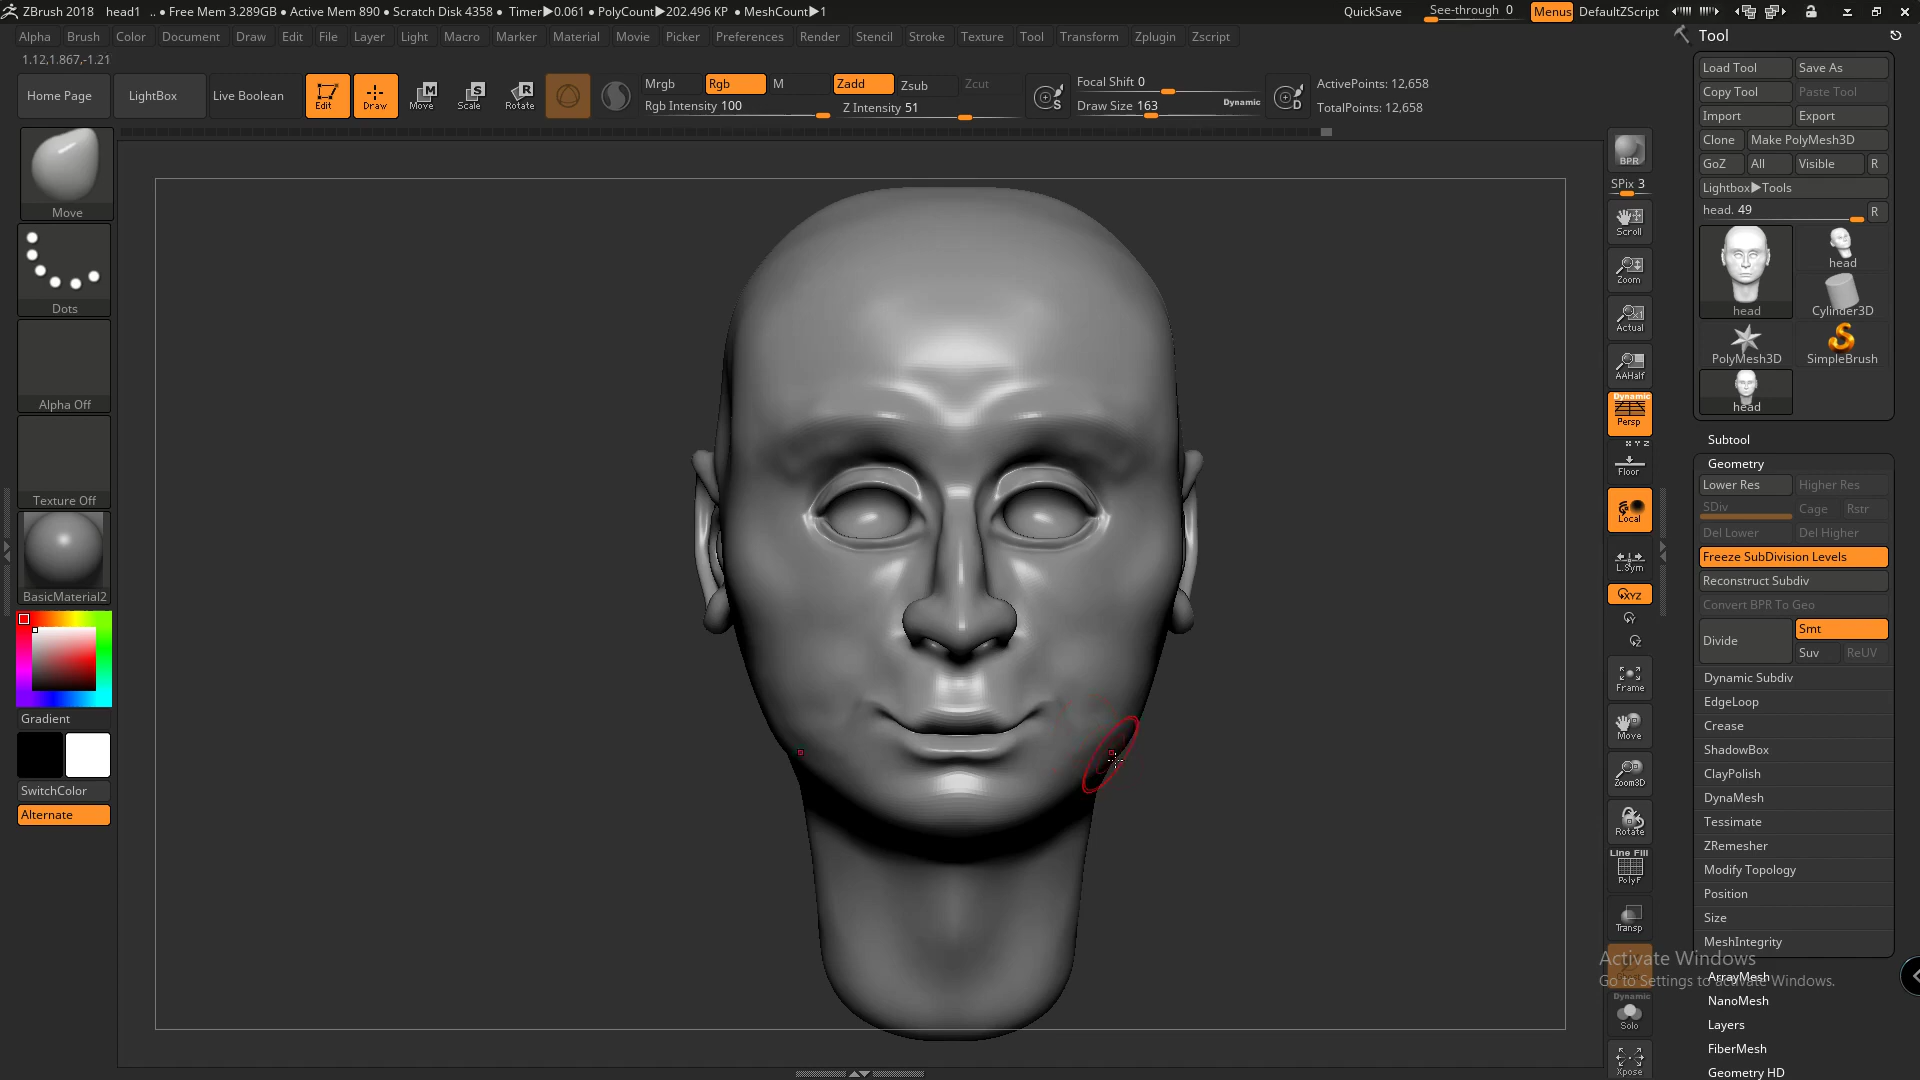 ZBrush 2018 head1 .. ● Free Mem 3.289GB ● Active Mem 890 ● Scratch Disk 4358 ● Timer▶0.061 ● PolyCount▶202.496 KP ● MeshCount▶1 QuickSave See-through 0 Menus DefaultZScript
Alpha Brush Color Document Draw Edit File Layer Light Macro Marker Material Movie Picker Preferences Render Stencil Stroke Texture Tool Transform Zplugin Zscript
1.12,1.867,-1.21
Home Page LightBox Live Boolean Edit Draw Move Scale Rotate
Mrgb Rgb M Zadd Zsub Zcut
Rgb Intensity 100 Z Intensity 51
Focal Shift 0
Draw Size 163 Dynamic
ActivePoints: 12,658
TotalPoints: 12,658
Move
Dots
Alpha Off
Texture Off
BasicMaterial2
Gradient
SwitchColor
Alternate
BPR
SPix 3
Scroll
Zoom
Actual
AAHalf
Dynamic
Persp
X Y Z
Floor
Local
L.Sym
XYZ
Y
Z
Frame
Move
Zoom3D
Rotate
Line Fill
PolyF
Transp
Dynamic
Solo
Xpose
Tool
Load Tool Save As
Copy Tool Paste Tool
Import Export
Clone Make PolyMesh3D
GoZ All Visible R
Lightbox▶Tools
head. 49 R
head
head
Cylinder3D
PolyMesh3D
SimpleBrush
head
Subtool
Geometry
Lower Res Higher Res
SDiv Cage Rstr
Del Lower Del Higher
Freeze SubDivision Levels
Reconstruct Subdiv
Convert BPR To Geo
Divide Smt
Suv ReUV
Dynamic Subdiv
EdgeLoop
Crease
ShadowBox
ClayPolish
DynaMesh
Tessimate
ZRemesher
Modify Topology
Position
Size
MeshIntegrity
Activate Windows
Go to Settings to activate Windows.
ArrayMesh
NanoMesh
Layers
FiberMesh
Geometry HD